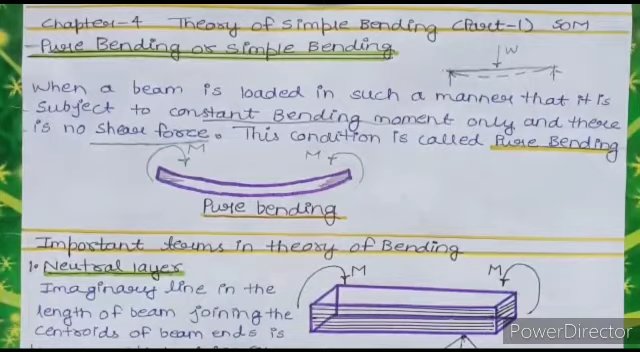 Chapter-4 Theory of Simple Bending (Part-1) SOM
Pure Bending or Simple Bending
W
When a beam is loaded in such a manner that it is
subject to constant Bending moment only and there
is no shear force. This condition is called Pure Bending
M M
Pure bending
Important terms in theory of Bending
1. Neutral layer
M M
Imaginary line in the
length of beam joining the
centroids of beam ends is
PowerDirector